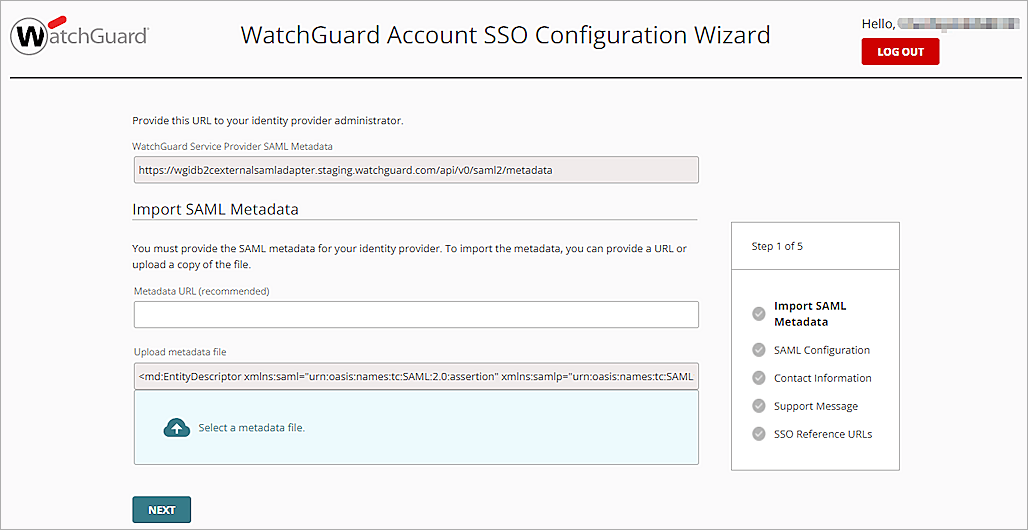 WatchGuard
WatchGuard Account SSO Configuration Wizard
Hello,
LOG OUT
Provide this URL to your identity provider administrator.
WatchGuard Service Provider SAML Metadata
https://wgidb2cexternalsamladapter.staging.watchguard.com/api/v0/saml2/metadata
Import SAML Metadata
You must provide the SAML metadata for your identity provider. To import the metadata, you can provide a URL or
upload a copy of the file.
Metadata URL (recommended)
Upload metadata file
<md:EntityDescriptor xmlns:saml="urn:oasis:names:tc:SAML:2.0:assertion" xmlns:samlp="urn:oasis:names:tc:SAML
Select a metadata file.
NEXT
Step 1 of 5
Import SAML
Metadata
SAML Configuration
Contact Information
Support Message
SSO Reference URLs